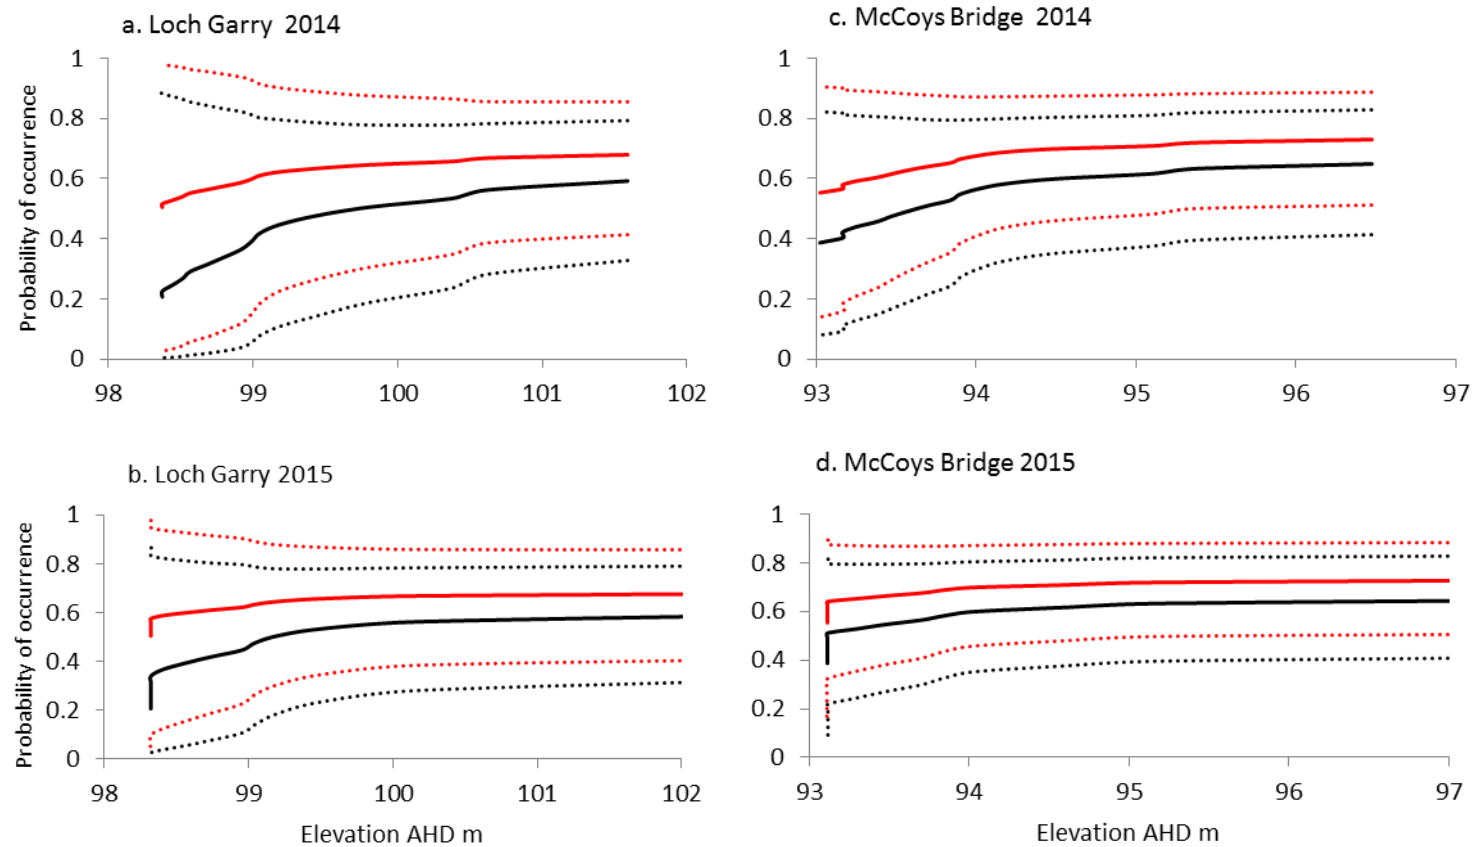 a. Loch Garry 2014
Probability of occurrence
1
0.8
0.6
0.4
0.2
0
98 99 100 101 102
c. McCoys Bridge 2014
1
0.8
0.6
0.4
0.2
0
93 94 95 96 97
b. Loch Garry 2015
Probability of occurrence
1
0.8
0.6
0.4
0.2
0
98 99 100 101 102
Elevation AHD m
d. McCoys Bridge 2015
1
0.8
0.6
0.4
0.2
0
93 94 95 96 97
Elevation AHD m